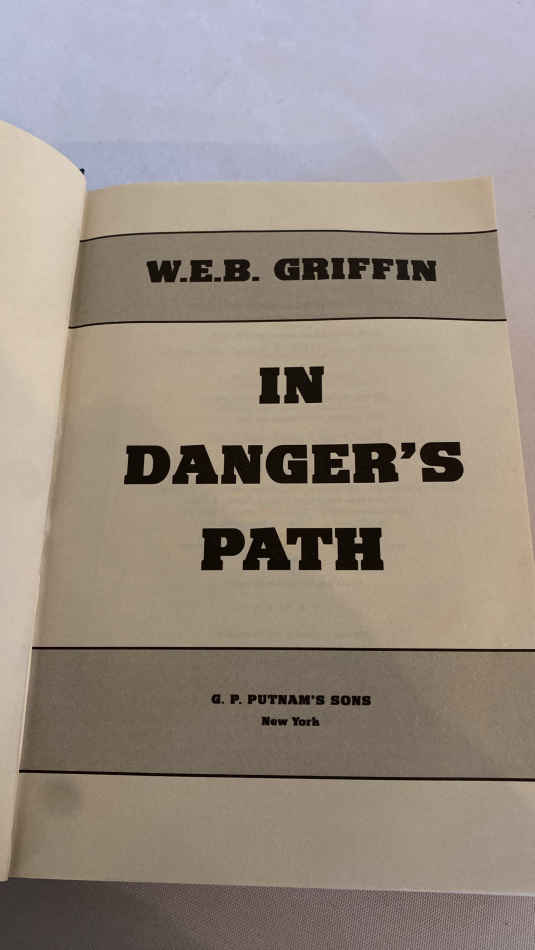 W.E.B. GRIFFIN
IN
DANGER'S
PATH
G. P. PUTNAM'S SONS
New York